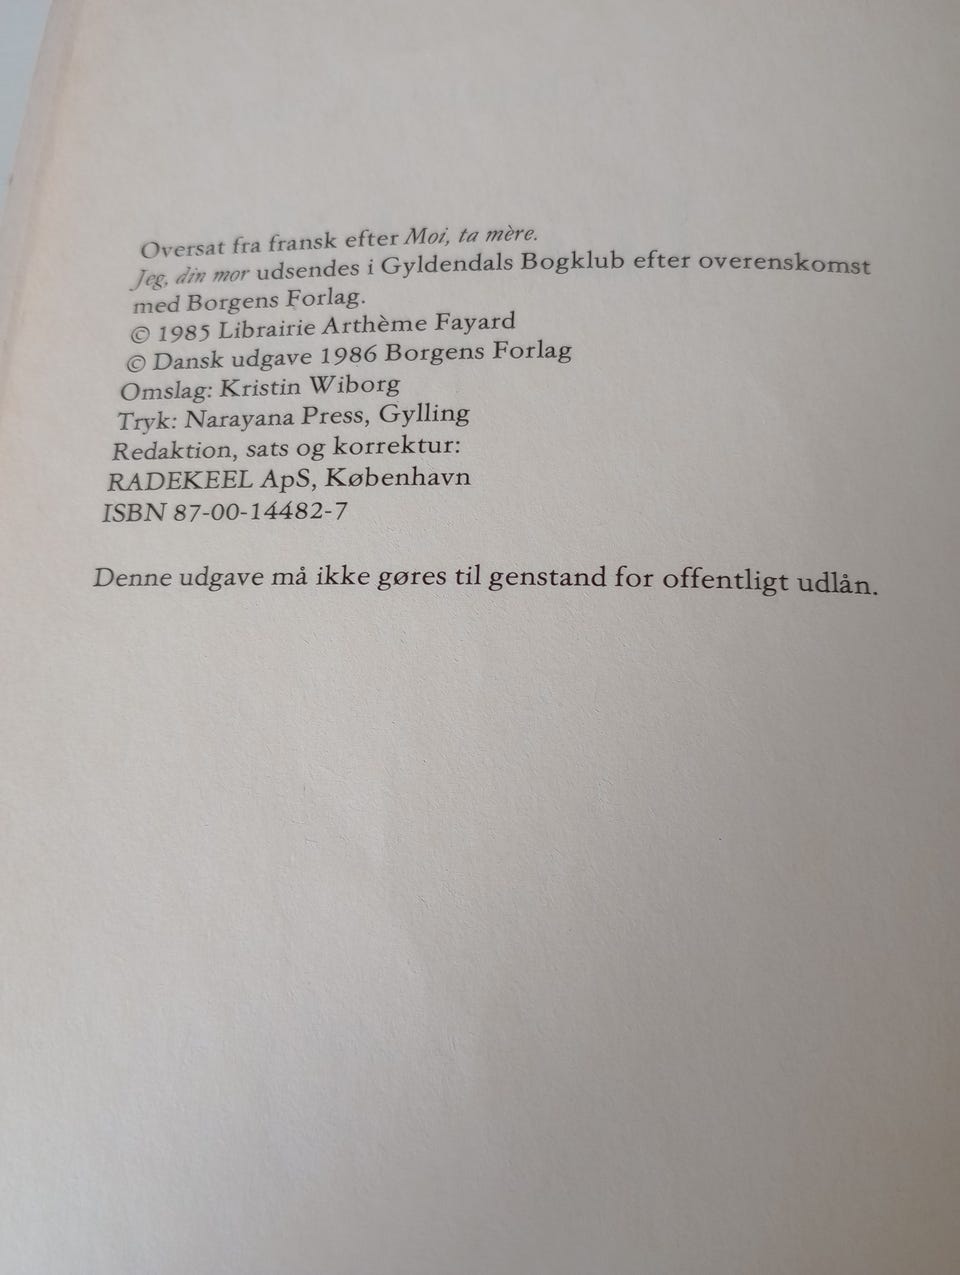 Oversat fra fransk efter Moi, ta mère.
Jeg, din mor udsendes i Gyldendals Bogklub efter overenskomst
med Borgens Forlag.
© 1985 Librairie Arthème Fayard
© Dansk udgave 1986 Borgens Forlag
Omslag: Kristin Wiborg
Tryk: Narayana Press, Gylling
Redaktion, sats og korrektur:
RADEKEEL ApS, København
ISBN 87-00-14482-7
Denne udgave må ikke gøres til genstand for offentligt udlån.